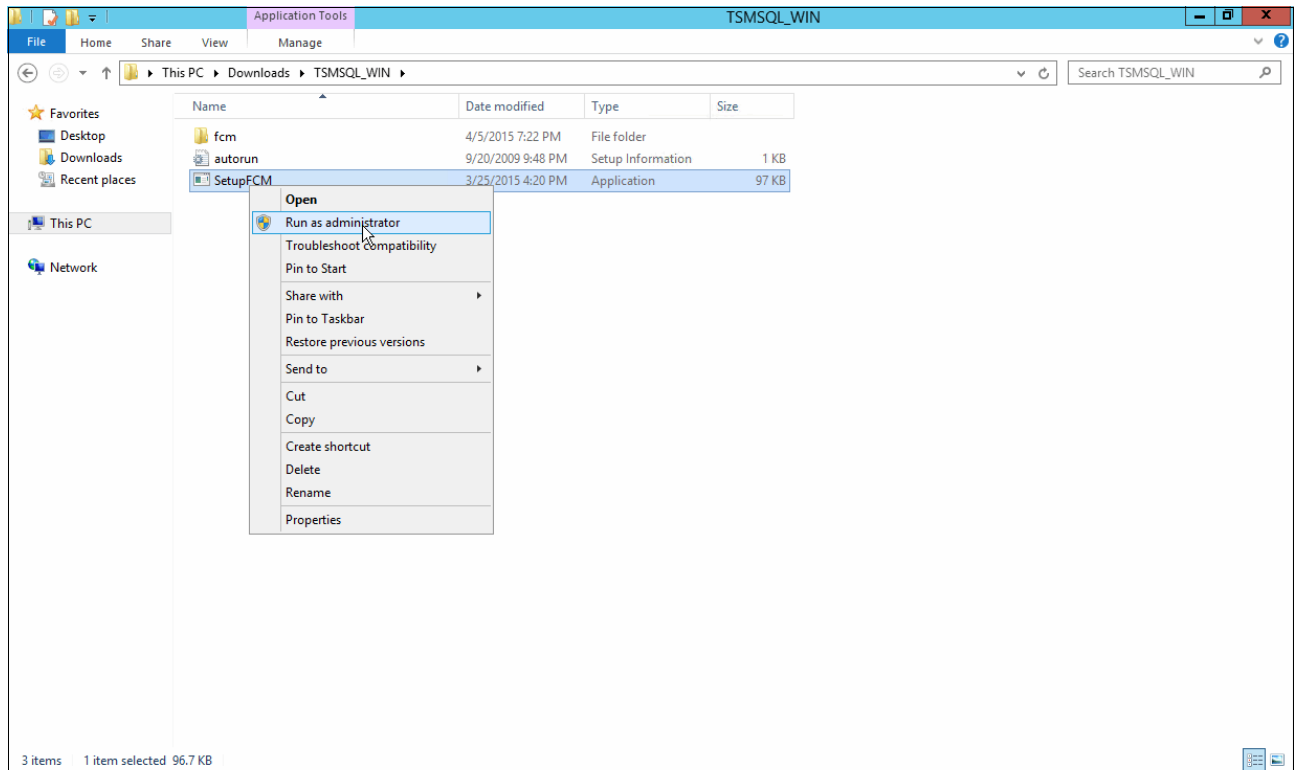 Application Tools
TSMSQL_WIN
File Home Share View Manage
This PC Downloads TSMSQL_WIN
Search TSMSQL_WIN
Favorites
Desktop
Downloads
Recent places
This PC
Network
Name Date modified Type Size
fcm 4/5/2015 7:22 PM File folder
autorun 9/20/2009 9:48 PM Setup Information 1 KB
SetupFCM 3/25/2015 4:20 PM Application 97 KB
Open
Run as administrator
Troubleshoot compatibility
Pin to Start
Share with
Pin to Taskbar
Restore previous versions
Send to
Cut
Copy
Create shortcut
Delete
Rename
Properties
3 items 1 item selected 96.7 KB